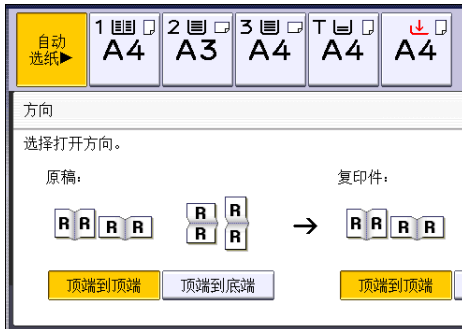 自动
选纸▶
1
A4
2
A3
3
A4
T
A4
A4
方向
选择打开方向。
原稿:
复印件:
R R R R
R R
R R
→
R R R R
顶端到顶端
顶端到底端
顶端到顶端